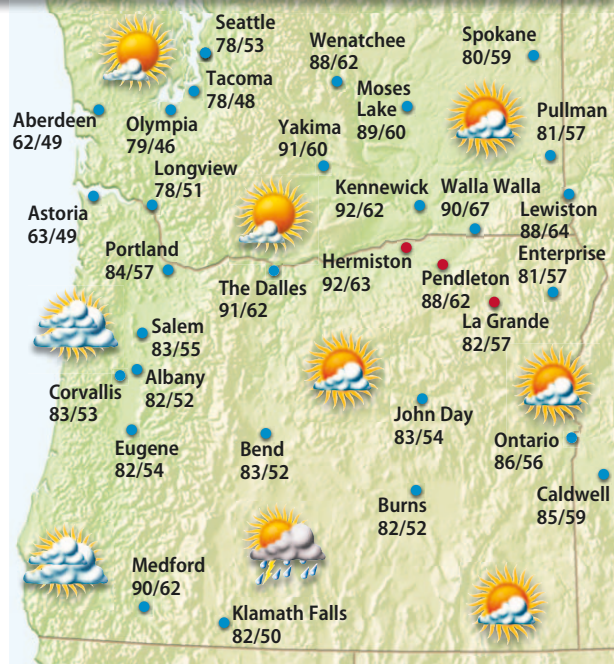 Seattle
78/53
Wenatchee
88/62
Spokane
80/59
Tacoma
78/48
Moses
Lake
89/60
Aberdeen
62/49
Olympia
79/46
Yakima
91/60
Pullman
81/57
Longview
78/51
Kennewick
92/62
Walla Walla
90/67
Lewiston
88/64
Astoria
63/49
Portland
84/57
The Dalles
91/62
Hermiston
92/63
Pendleton
88/62
Enterprise
81/57
La Grande
82/57
Salem
83/55
Corvallis
83/53
Albany
82/52
John Day
83/54
Eugene
82/54
Bend
83/52
Ontario
86/56
Burns
82/52
Caldwell
85/59
Medford
90/62
Klamath Falls
82/50